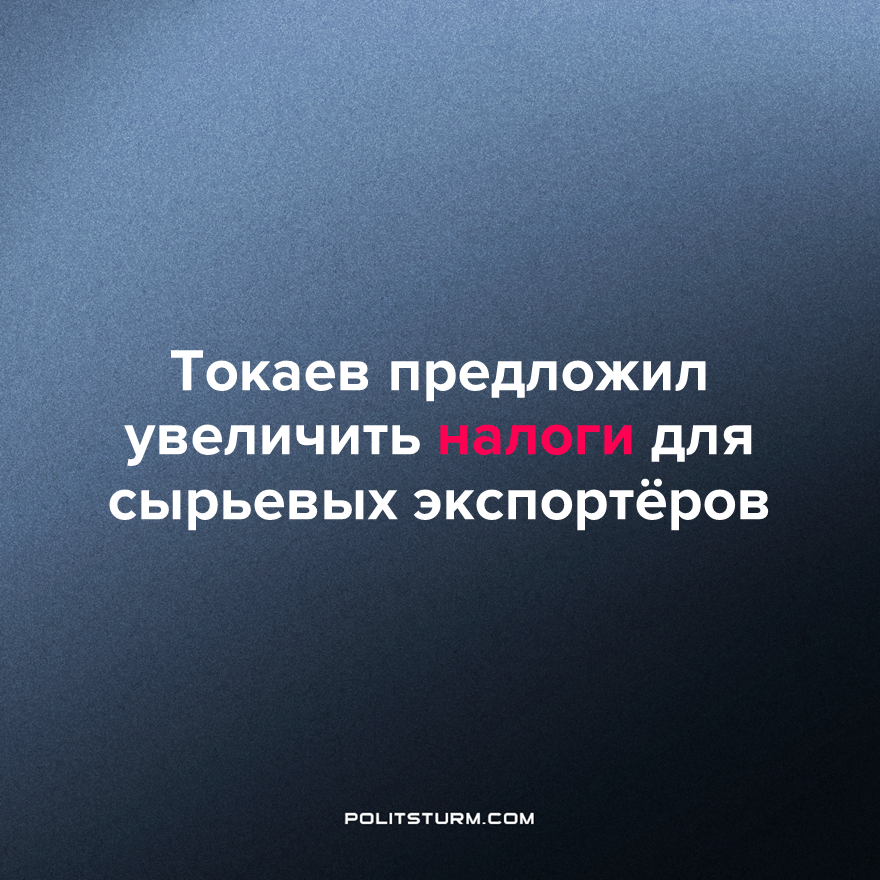 Токаев предложил
увеличить налоги для
сырьевых экспортёров
POLITSTURM.COM